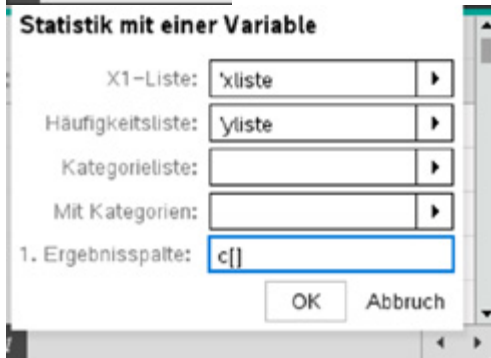 Statistik mit einer Variable
X1-Liste: 'xliste
Häufigkeitsliste: 'yliste
Kategorieliste:
Mit Kategorien:
1. Ergebnisspalte: c[]
OK Abbruch